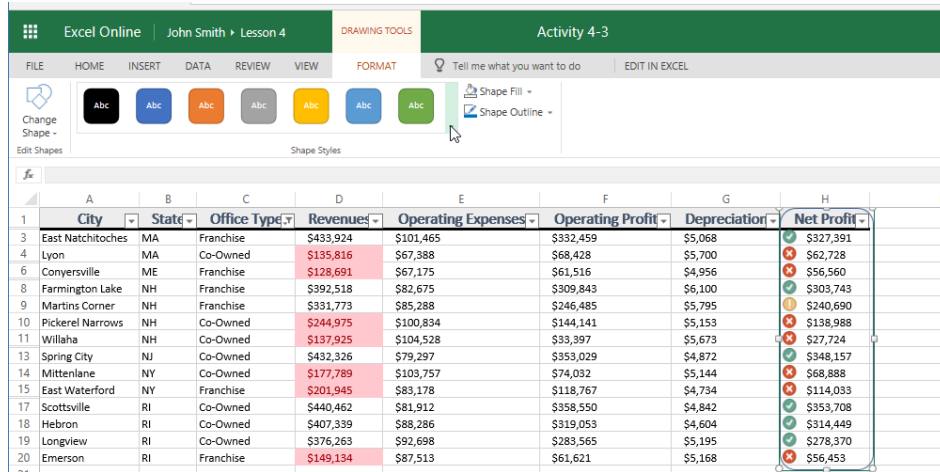 Excel Online John Smith ▸ Lesson 4 DRAWING TOOLS Activity 4-3
FILE HOME INSERT DATA REVIEW VIEW FORMAT Tell me what you want to do EDIT IN EXCEL
Change Shape Abc Abc Abc Abc Abc Abc Abc Shape Fill
Shape Outline
Edit Shapes Shape Styles
fx
A B C D E F G H
1 City State Office Type Revenues Operating Expenses Operating Profit Depreciation Net Profit
3 East Natchitoches MA Franchise $433,924 $101,465 $332,459 $5,068 $327,391
4 Lyon MA Co-Owned $135,816 $67,388 $68,428 $5,700 $62,728
6 Conyersville ME Franchise $128,691 $67,175 $61,516 $4,956 $56,560
8 Farmington Lake NH Franchise $392,518 $82,675 $309,843 $6,100 $303,743
9 Martins Corner NH Franchise $331,773 $85,288 $246,485 $5,795 $240,690
10 Pickerel Narrows NH Co-Owned $244,975 $100,834 $144,141 $5,153 $138,988
11 Willaha NH Co-Owned $137,925 $104,528 $33,397 $5,673 $27,724
13 Spring City NJ Co-Owned $432,326 $79,297 $353,029 $4,872 $348,157
14 Mittenlane NY Co-Owned $177,789 $103,757 $74,032 $5,144 $68,888
15 East Waterford NY Franchise $201,945 $83,178 $118,767 $4,734 $114,033
17 Scottsville RI Co-Owned $440,462 $81,912 $358,550 $4,842 $353,708
18 Hebron RI Co-Owned $407,339 $88,286 $319,053 $4,604 $314,449
19 Longview RI Co-Owned $376,263 $92,698 $283,565 $5,195 $278,370
20 Emerson RI Franchise $149,134 $87,513 $61,621 $5,168 $56,453